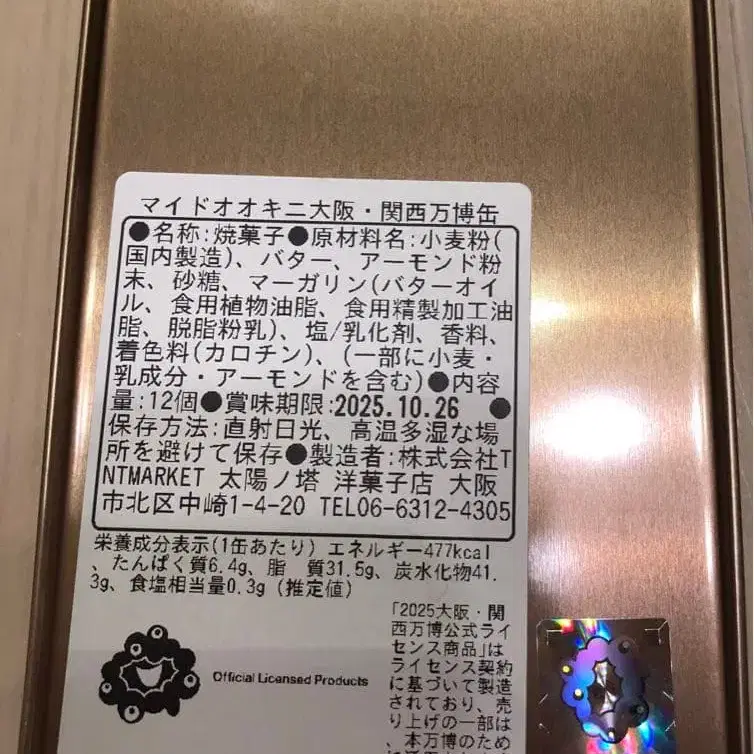 マイドオオキニ大阪・関西万博缶
●名称:焼菓子●原材料名:小麦粉(
国内製造)、バター、アーモンド粉
末、砂糖、マーガリン(バターオイ
ル、食用植物油脂、食用精製加工油
脂、脱脂粉乳)、塩/乳化剤、香料、
着色料(カロチン)、(一部に小麦・
乳成分・アーモンドを含む)●内容
量:12個●賞味期限:2025.10.26 ●
保存方法:直射日光、高温多湿な場
所を避けて保存●製造者:株式会社T
NTMARKET 太陽ノ塔 洋菓子店 大阪
市北区中崎1-4-20 TEL06-6312-4305
栄養成分表示(1缶あたり) エネルギー477kcal
、たんぱく質6.4g、脂 質31.5g、炭水化物41.
3g、食塩相当量0.3g (推定値)
Official Licensed Products
「2025大阪・関
西万博公式ライ
センス商品」は
ライセンス契約
に基づいて製造
されており、売
り上げの一部は
、本万博のため